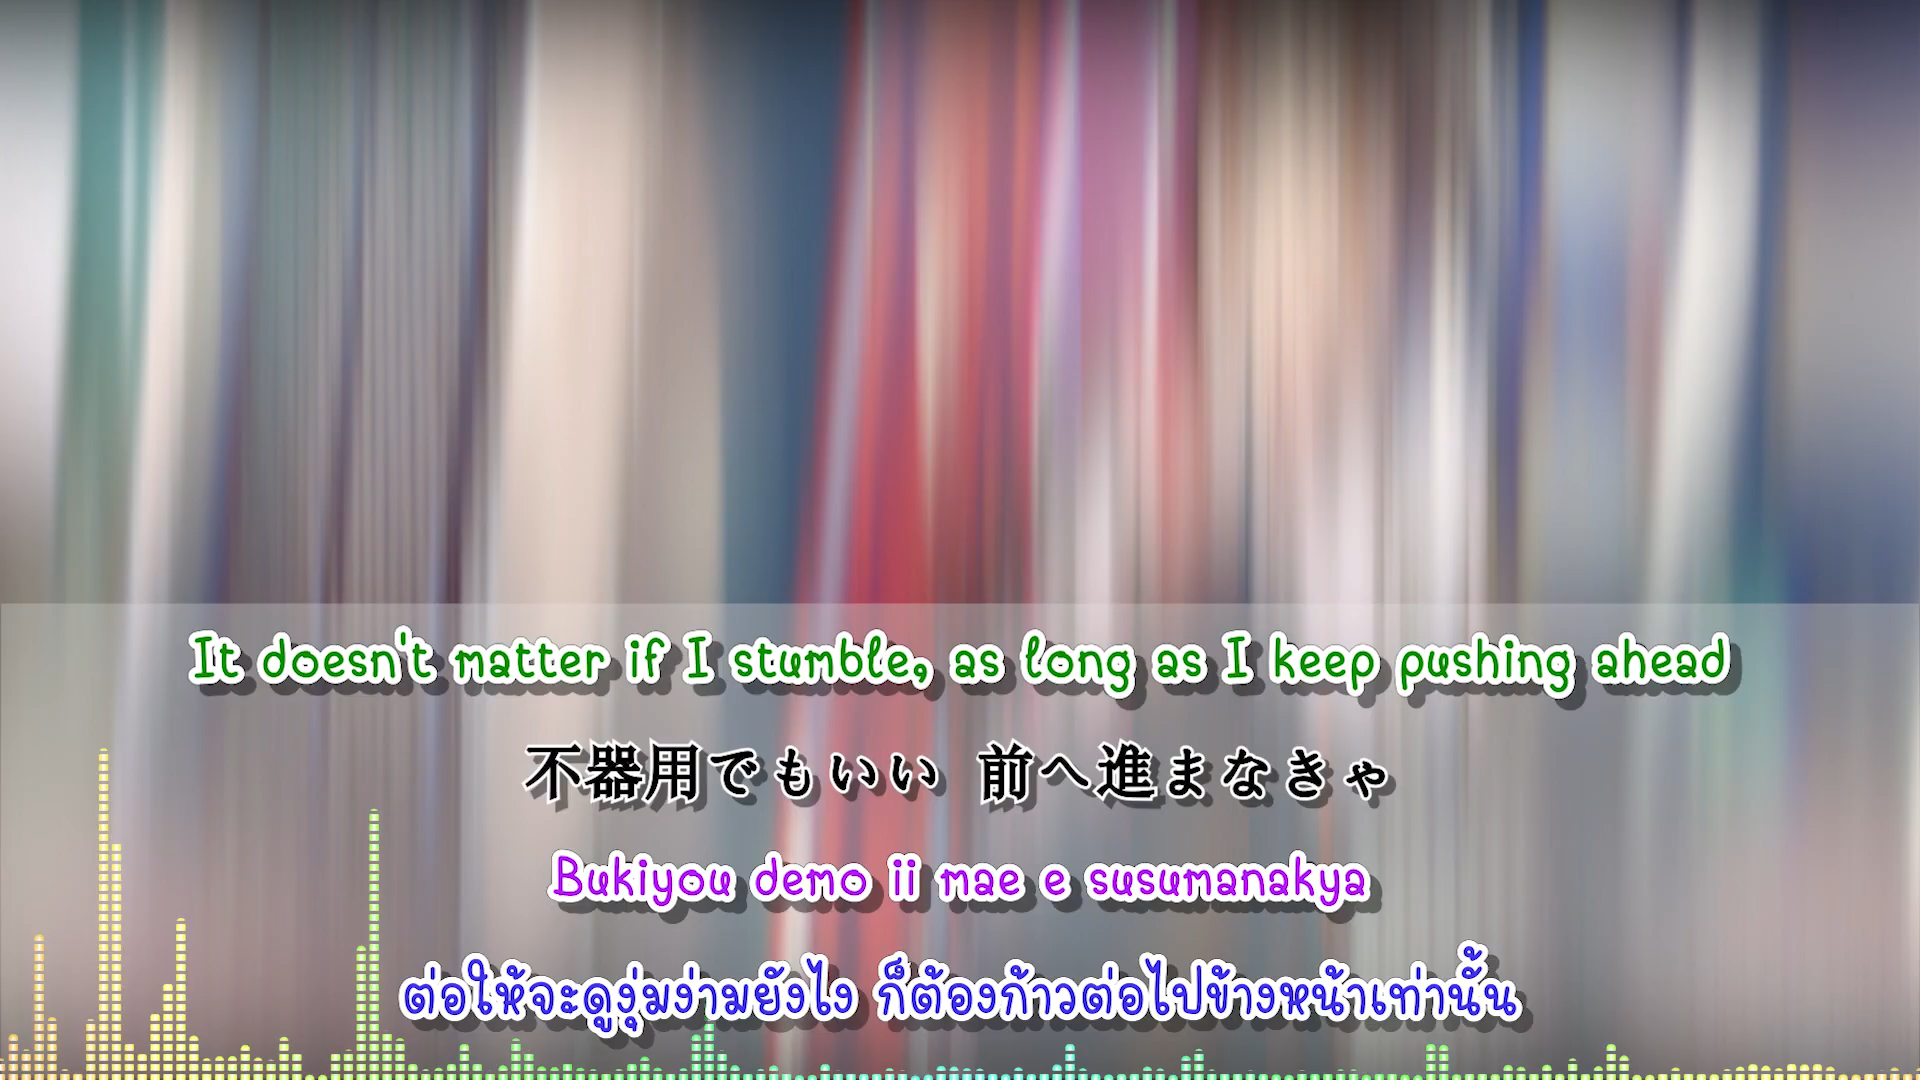 It doesn't matter if I stumble, as long as I keep pushing ahead
不器用でもいい 前へ進まなきゃ
Bukiyou demo ii mae e susumanakya
ต่อให้จะดูงุ่มง่ามยังไง ก็ต้องก้าวต่อไปข้างหน้าเท่านั้น